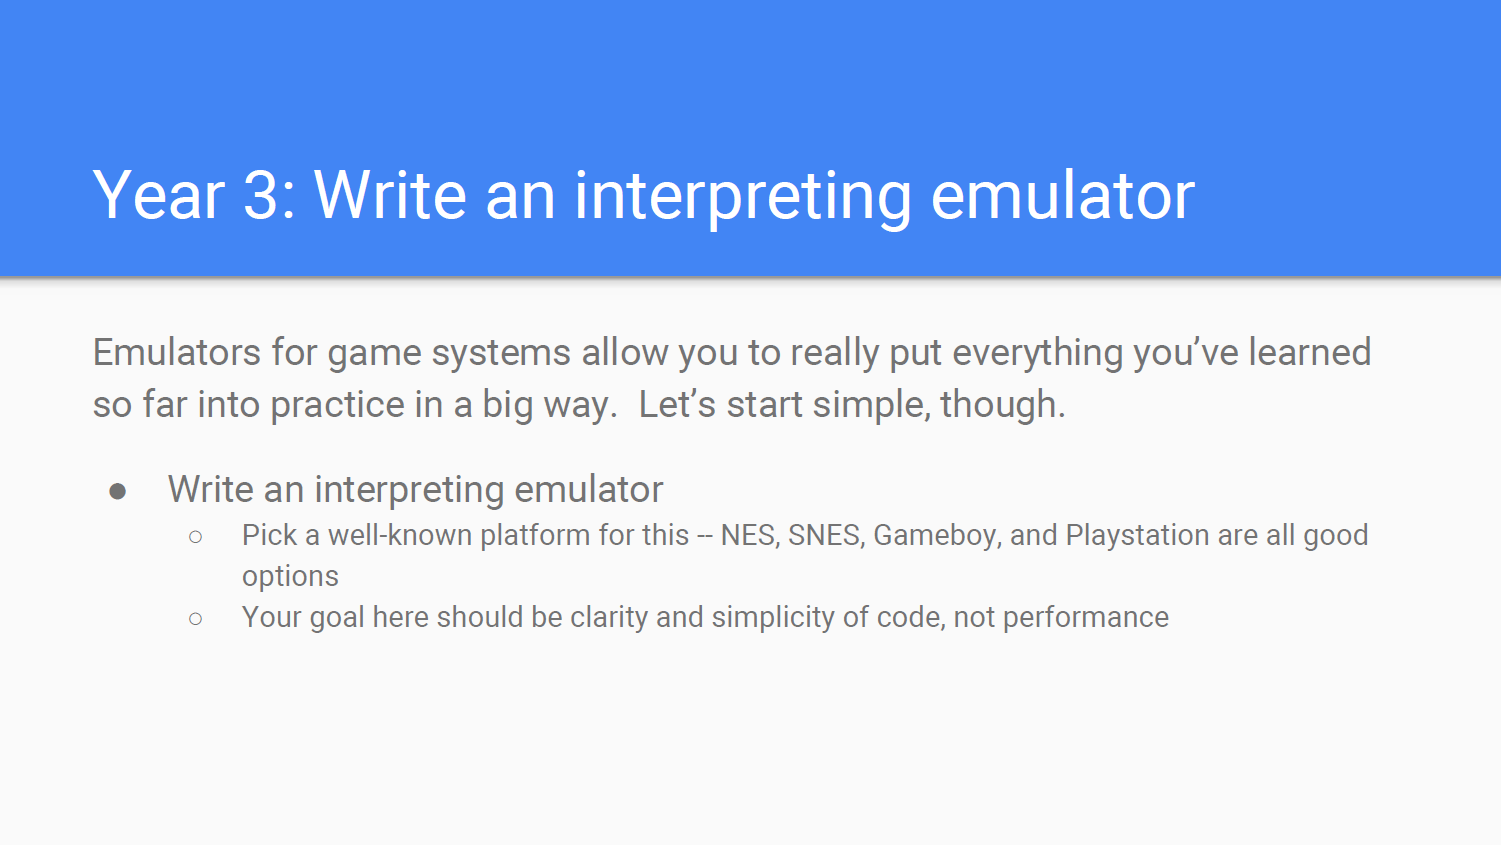 Year 3: Write an interpreting emulator
Emulators for game systems allow you to really put everything you’ve learned
so far into practice in a big way.  Let’s start simple, though.
● Write an interpreting emulator
○ Pick a well-known platform for this -- NES, SNES, Gameboy, and Playstation are all good
options
○ Your goal here should be clarity and simplicity of code, not performance